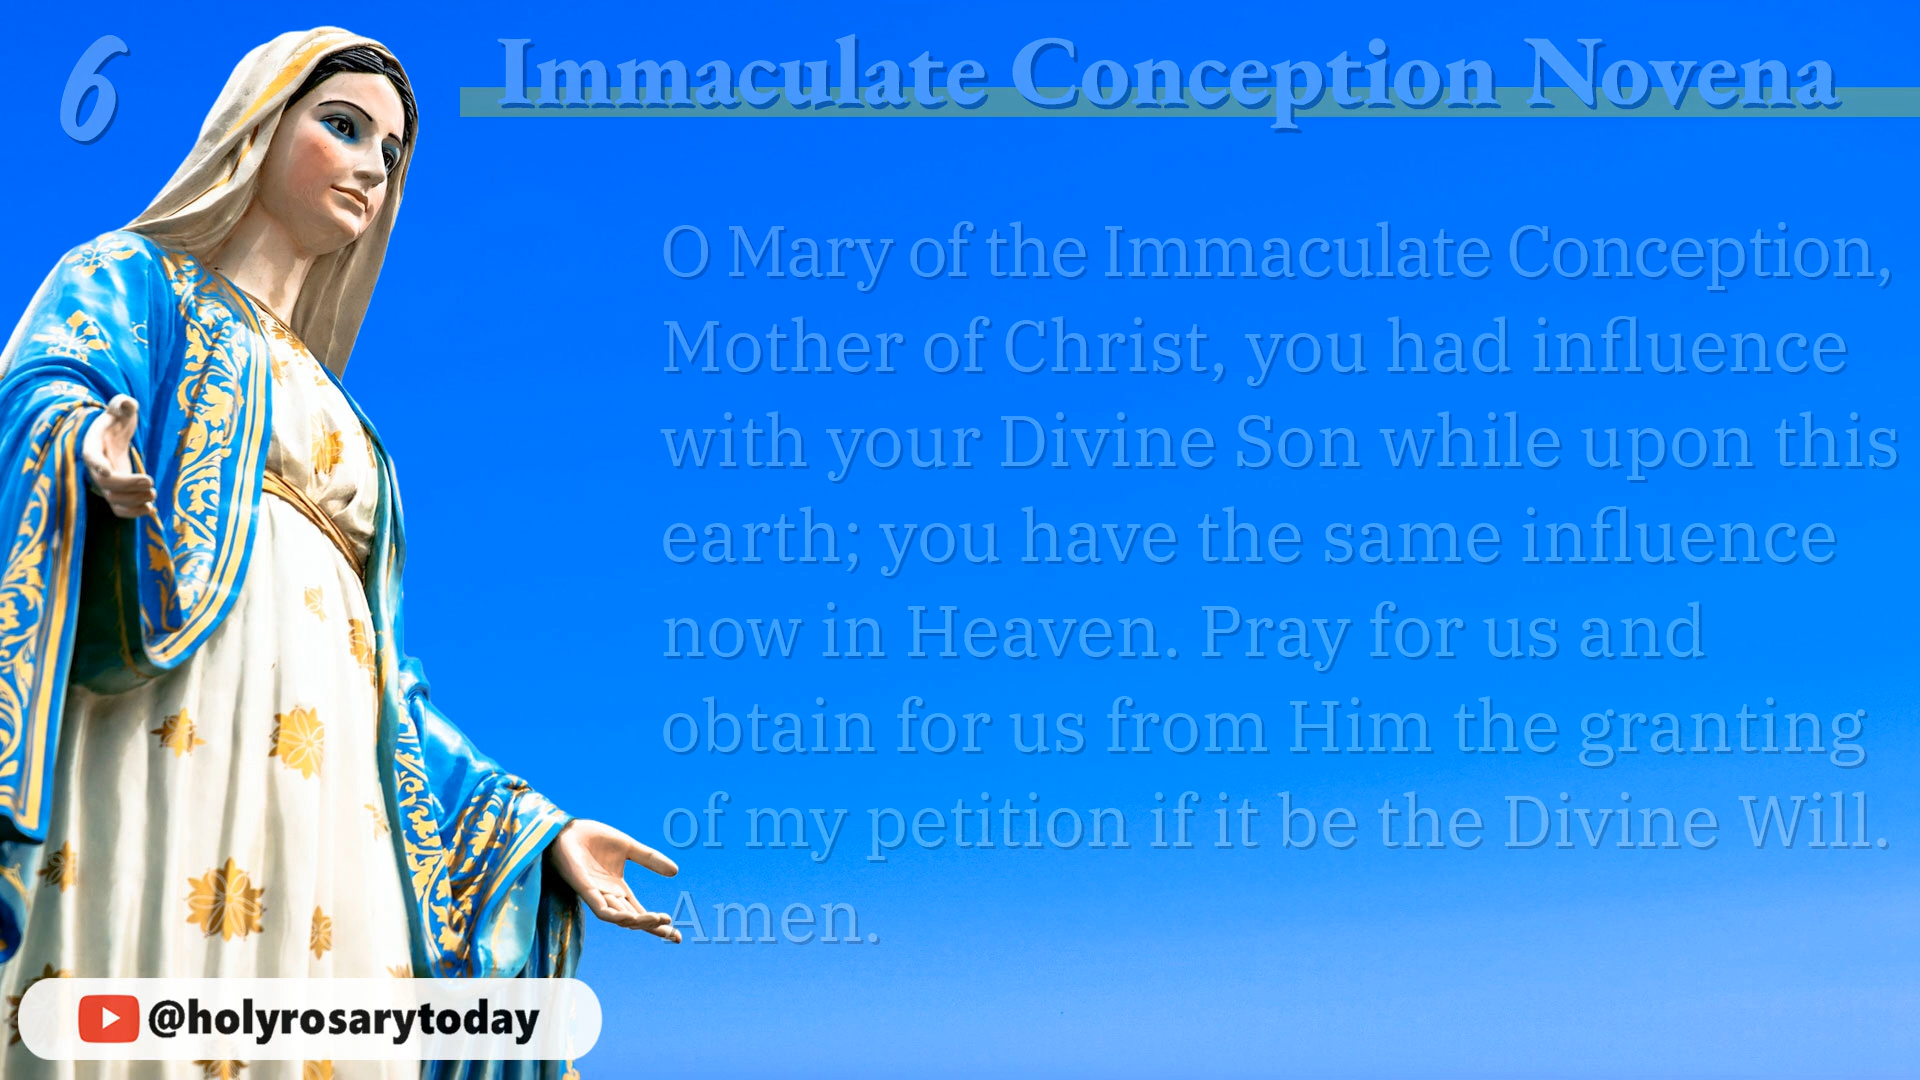 6
Immaculate Conception Novena
O Mary of the Immaculate Conception,
Mother of Christ, you had influence
with your Divine Son while upon this
earth; you have the same influence
now in Heaven. Pray for us and
obtain for us from Him the granting
of my petition if it be the Divine Will.
Amen.
@holyrosarytoday